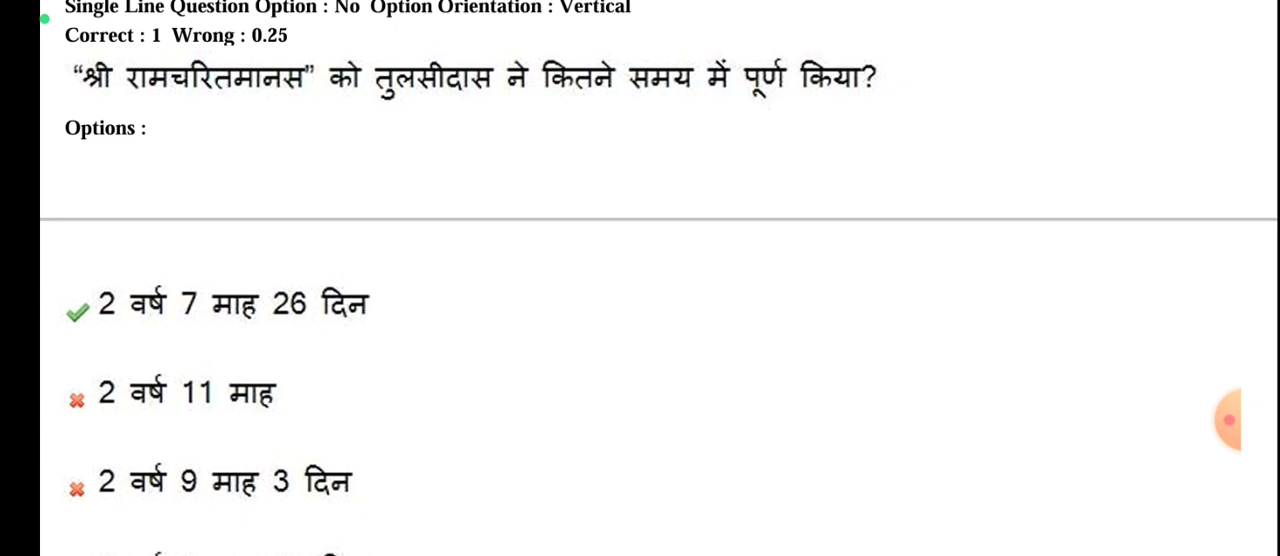 Single Line Question Option : No Option Orientation : Vertical
Correct : 1 Wrong : 0.25
“श्री रामचरितमानस” को तुलसीदास ने कितने समय में पूर्ण किया?
Options :
2 वर्ष 7 माह 26 दिन
2 वर्ष 11 माह
2 वर्ष 9 माह 3 दिन